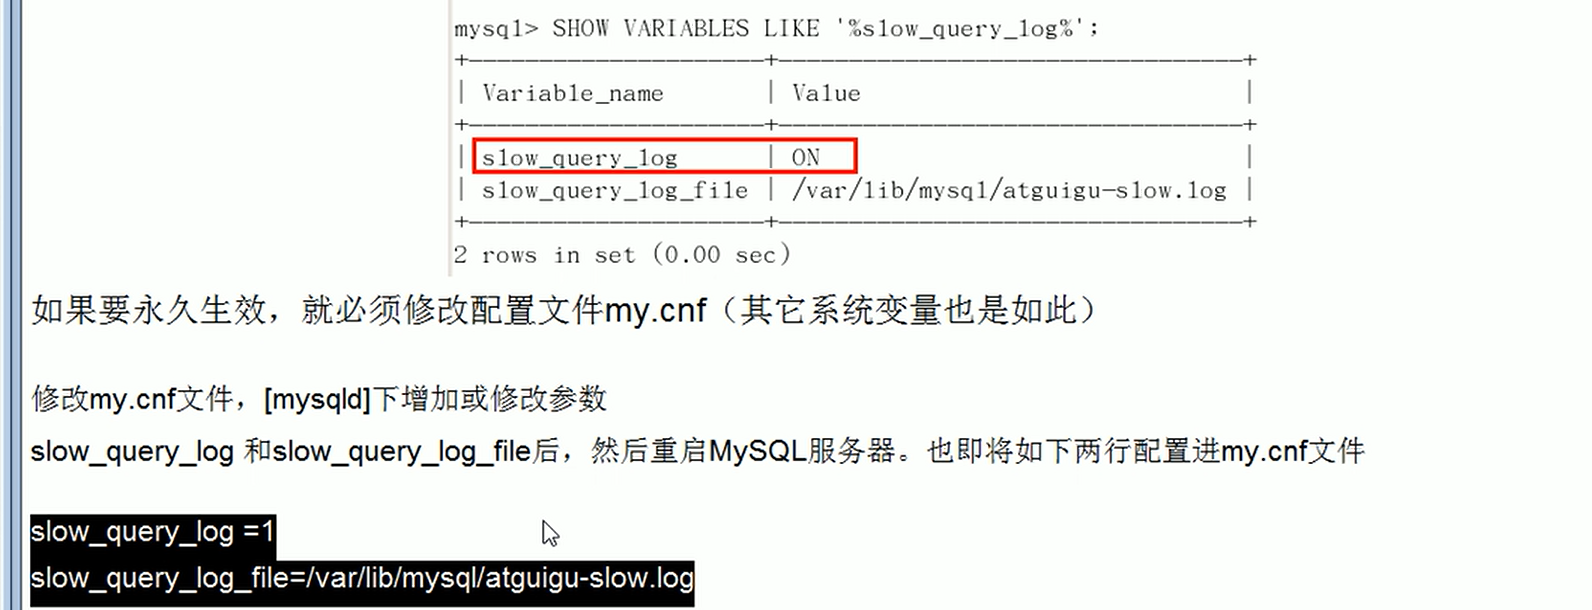 mysql> SHOW VARIABLES LIKE '%slow_query_log%';
+---------------------+---------------------------------+
| Variable_name | Value |
+---------------------+---------------------------------+
| slow_query_log | ON |
| slow_query_log_file | /var/lib/mysql/atguigu-slow.log |
+---------------------+---------------------------------+
2 rows in set (0.00 sec)
如果要永久生效，就必须修改配置文件my.cnf（其它系统变量也是如此）
修改my.cnf文件，[mysqld]下增加或修改参数
slow_query_log 和slow_query_log_file后，然后重启MySQL服务器。也即将如下两行配置进my.cnf文件
slow_query_log =1
slow_query_log_file=/var/lib/mysql/atguigu-slow.log